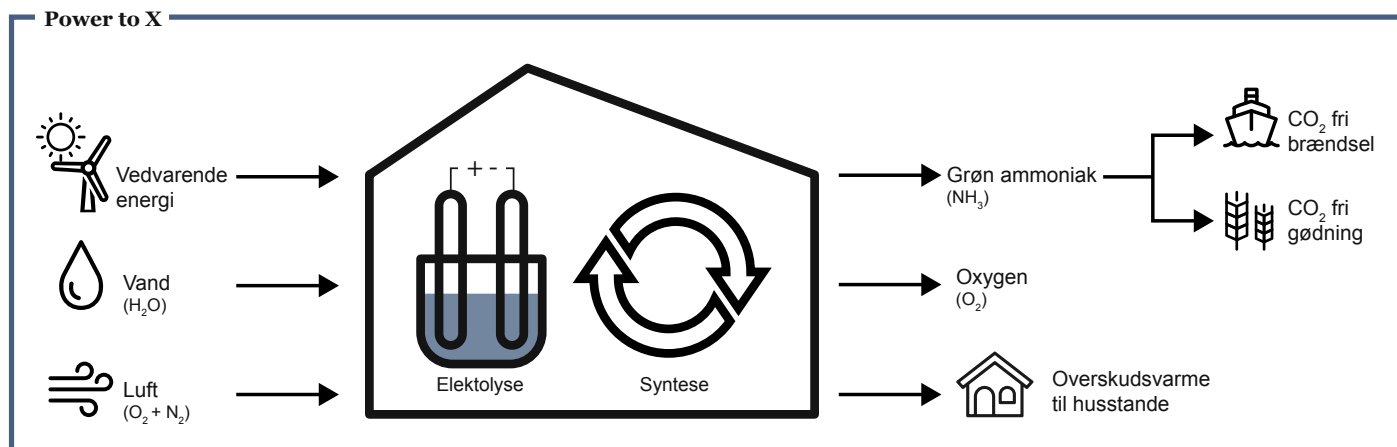 Power to X
Vedvarende
energi
Vand
(H₂O)
Luft
(O₂ + N₂)
+ -
Elektolyse
Syntese
Grøn ammoniak
(NH₃)
CO₂ fri
brændsel
CO₂ fri
gødning
Oxygen
(O₂)
Overskudsvarme
til husstande